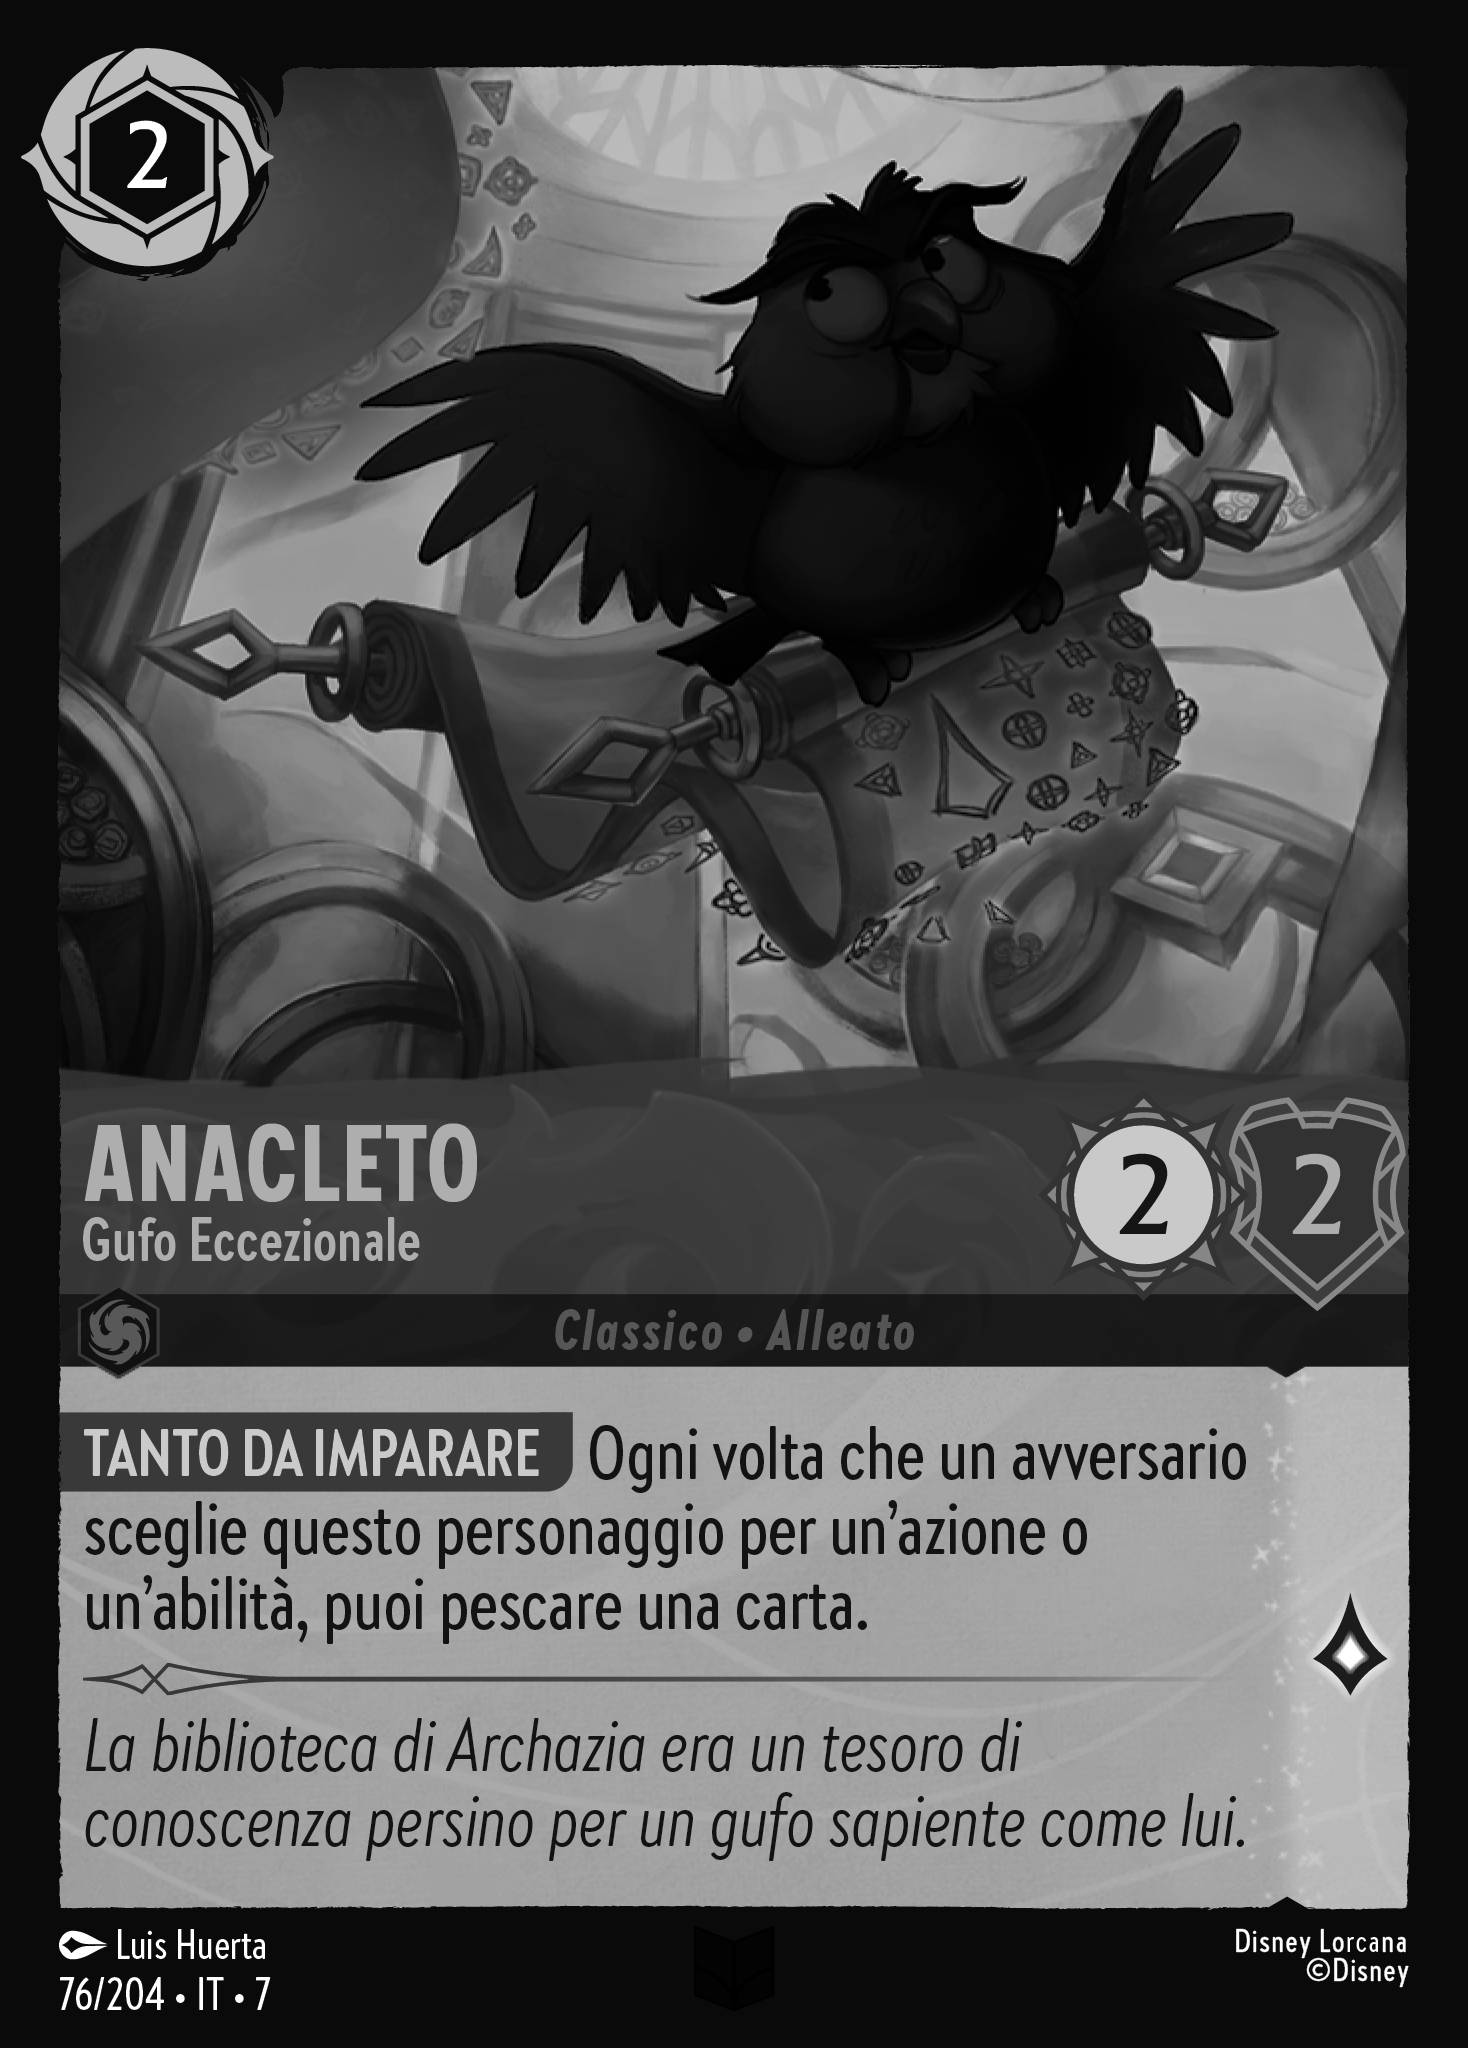 2
ANACLETO
Gufo Eccezionale
2 2
Classico • Alleato
TANTO DA IMPARARE Ogni volta che un avversario
sceglie questo personaggio per un’azione o
un’abilità, puoi pescare una carta.
La biblioteca di Archazia era un tesoro di
conoscenza persino per un gufo sapiente come lui.
Luis Huerta
76/204 • IT • 7
Disney Lorcana
©Disney